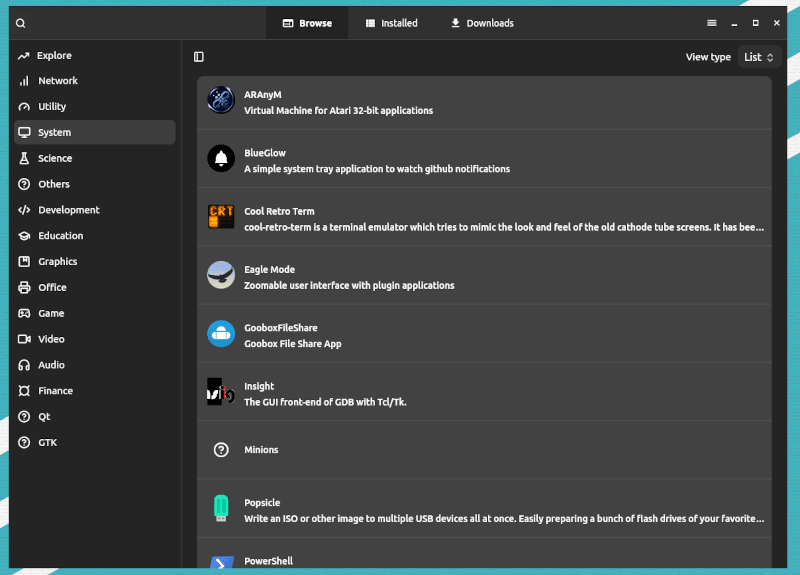 Browse
Installed
Downloads
Explore
Network
Utility
System
Science
Others
Development
Education
Graphics
Office
Game
Video
Audio
Finance
Qt
GTK
View type
List
ARAnyM
Virtual Machine for Atari 32-bit applications
BlueGlow
A simple system tray application to watch github notifications
CRT
Cool Retro Term
cool-retro-term is a terminal emulator which tries to mimic the look and feel of the old cathode tube screens. It has bee...
Eagle Mode
Zoomable user interface with plugin applications
GooboxFileShare
Goobox File Share App
Insight
The GUI front-end of GDB with Tcl/Tk.
Minions
Popsicle
Write an ISO or other image to multiple USB devices all at once. Easily preparing a bunch of flash drives of your favorite...
PowerShell